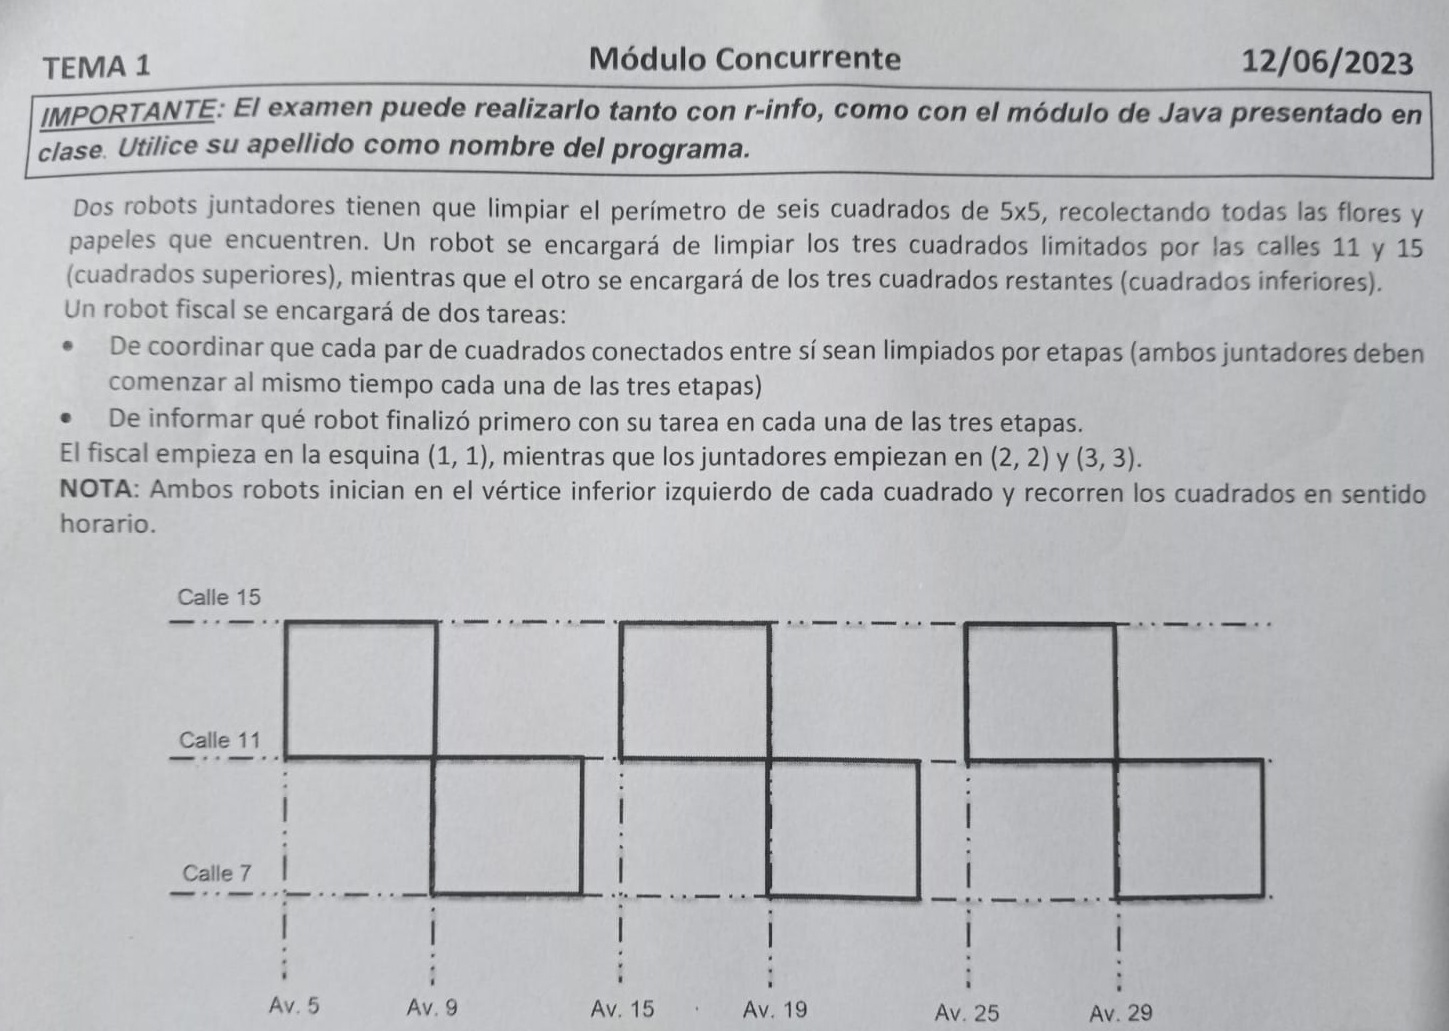 TEMA 1 Módulo Concurrente 12/06/2023
IMPORTANTE: El examen puede realizarlo tanto con r-info, como con el módulo de Java presentado en
clase. Utilice su apellido como nombre del programa.
Dos robots juntadores tienen que limpiar el perímetro de seis cuadrados de 5x5, recolectando todas las flores y
papeles que encuentren. Un robot se encargará de limpiar los tres cuadrados limitados por las calles 11 y 15
(cuadrados superiores), mientras que el otro se encargará de los tres cuadrados restantes (cuadrados inferiores).
Un robot fiscal se encargará de dos tareas:
• De coordinar que cada par de cuadrados conectados entre sí sean limpiados por etapas (ambos juntadores deben
comenzar al mismo tiempo cada una de las tres etapas)
• De informar qué robot finalizó primero con su tarea en cada una de las tres etapas.
El fiscal empieza en la esquina (1, 1), mientras que los juntadores empiezan en (2, 2) y (3, 3).
NOTA: Ambos robots inician en el vértice inferior izquierdo de cada cuadrado y recorren los cuadrados en sentido
horario.
Calle 15
Calle 11
Calle 7
Av. 5 Av. 9 Av. 15 Av. 19 Av. 25 Av. 29